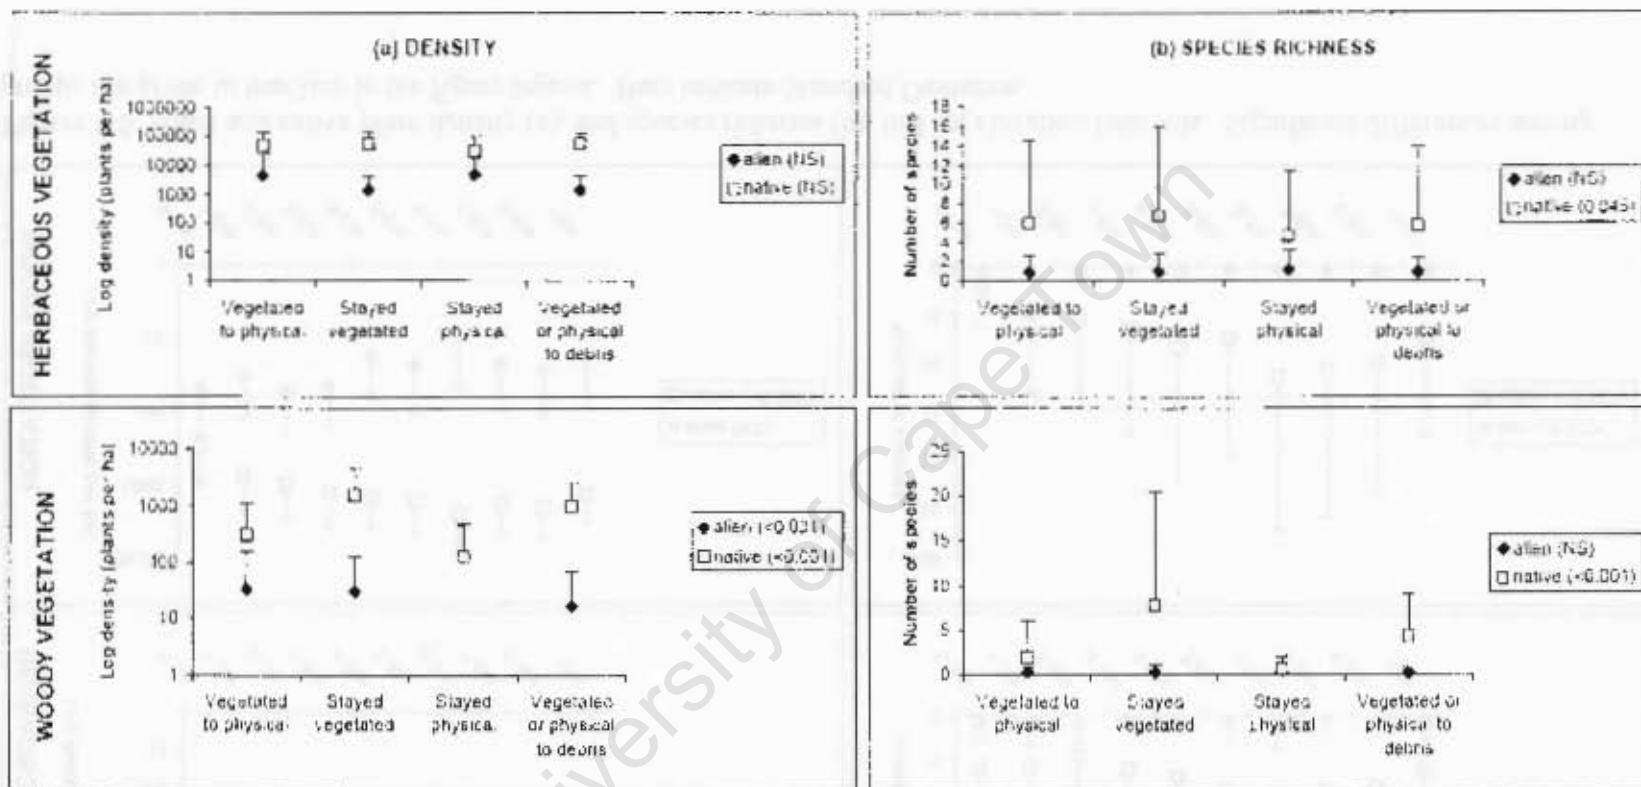 (a) DENSITY
HERBACEOUS VEGETATION
Log density (plants per ha)
1000000
100000
10000
1000
100
10
1
Vegetated to physical
Stayed vegetated
Stayed physical
Vegetated or physical to debris
alien (NS)
native (NS)
(b) SPECIES RICHNESS
Number of species
18
16
14
12
10
8
6
4
2
0
Vegetated to physical
Stayed vegetated
Stayed physical
Vegetated or physical to debris
alien (NS)
native
WOODY VEGETATION
Log density (plants per ha)
10000
1000
100
10
1
Vegetated to physical
Stayed vegetated
Stayed physical
Vegetated or physical to debris
alien (<0.001)
native (<0.001)
Number of species
25
20
15
10
5
0
Vegetated to physical
Stayed vegetated
Stayed physical
Vegetated or physical to debris
alien (NS)
native (<0.001)
University of Cape Town